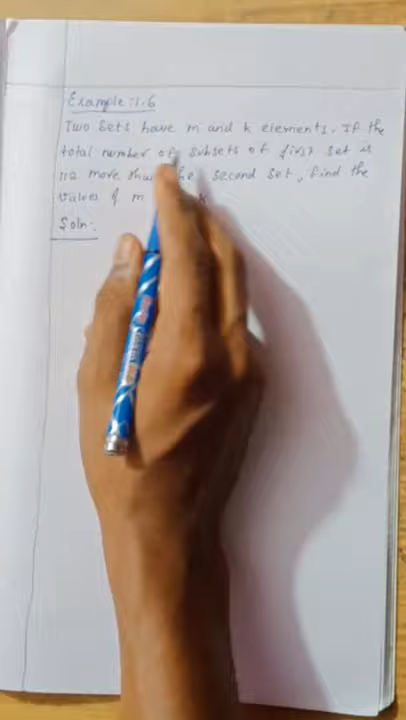 Example: 1.6
Two Sets have m and k elements. If the
total number of subsets of first set is
112 more than the second set, find the
values of m k
Soln: